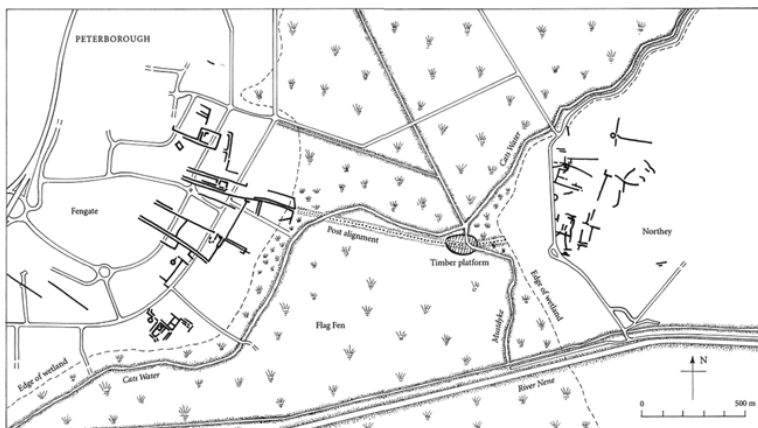 PETERBOROUGH
Cats Water
Fengate
Northey
Post alignment
Timber platform
Edge of wetland
Flag Fen
Mustdyke
Edge of wetland
Cats Water
River Nene
N
0 500 m